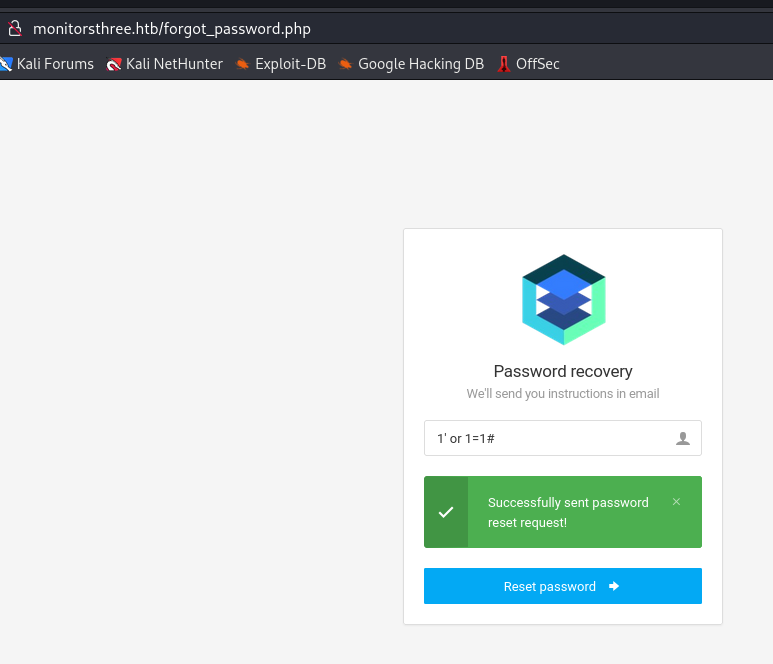 monitorsthree.htb/forgot_password.php
Kali Forums Kali NetHunter Exploit-DB Google Hacking DB OffSec
Password recovery
We'll send you instructions in email
1' or 1=1#
Successfully sent password
reset request!
Reset password